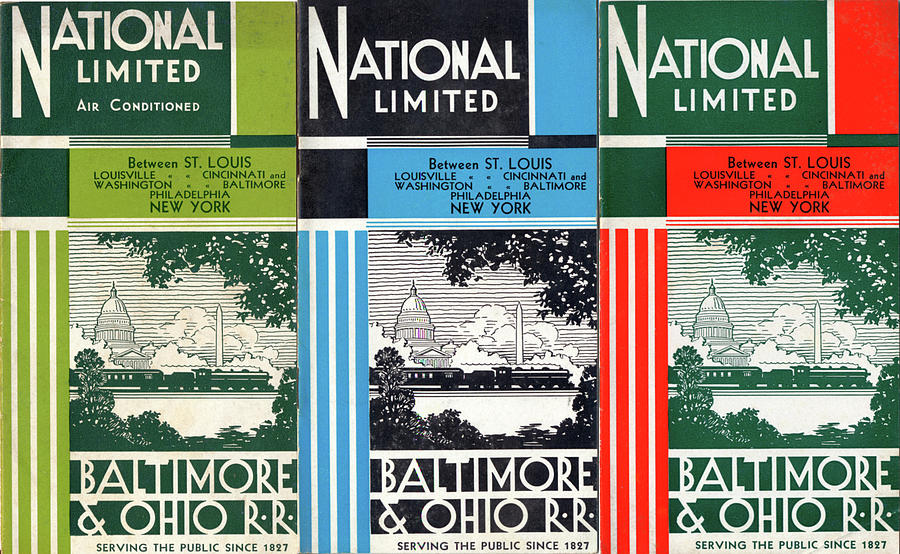 NATIONAL
LIMITED
AIR CONDITIONED
Between ST. LOUIS
LOUISVILLE « « CINCINNATI and
WASHINGTON « « BALTIMORE
PHILADELPHIA
NEW YORK
BALTIMORE
& OHIO R.R.
SERVING THE PUBLIC SINCE 1827
NATIONAL
LIMITED
Between ST. LOUIS
LOUISVILLE « « CINCINNATI and
WASHINGTON « « BALTIMORE
PHILADELPHIA
NEW YORK
BALTIMORE
& OHIO R.R.
SERVING THE PUBLIC SINCE 1827
NATIONAL
LIMITED
Between ST. LOUIS
LOUISVILLE « « CINCINNATI and
WASHINGTON « « BALTIMORE
PHILADELPHIA
NEW YORK
BALTIMORE
& OHIO R.R.
SERVING THE PUBLIC SINCE 1827